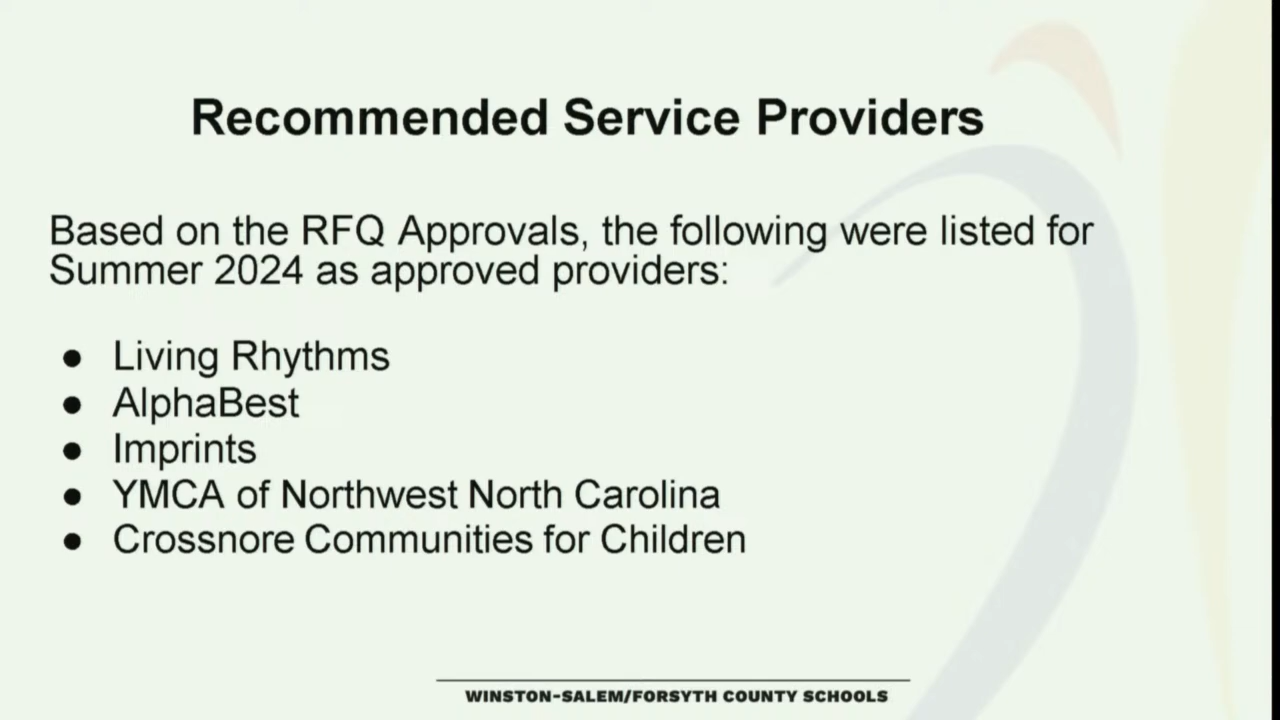 Recommended Service Providers
Based on the RFQ Approvals, the following were listed for
Summer 2024 as approved providers:
● Living Rhythms
● AlphaBest
● Imprints
● YMCA of Northwest North Carolina
● Crossnore Communities for Children
WINSTON-SALEM/FORSYTH COUNTY SCHOOLS